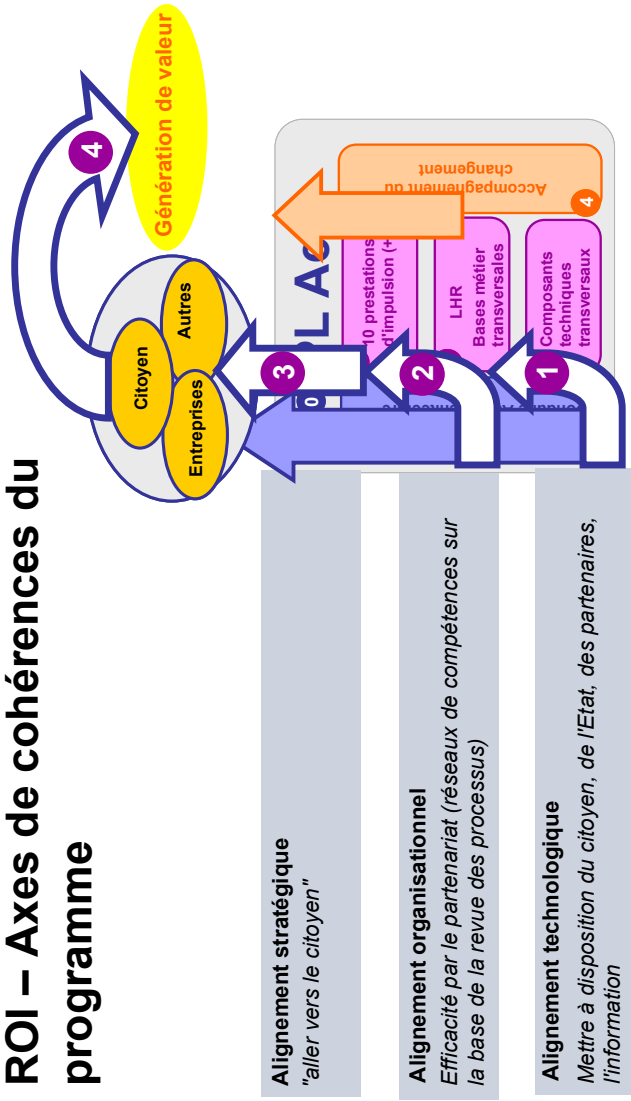 ROI – Axes de cohérences du
programme
Alignement stratégique
"aller vers le citoyen"
Alignement organisationnel
Efficacité par le partenariat (réseaux de compétences sur
la base de la revue des processus)
Alignement technologique
Mettre à disposition du citoyen, de l'Etat, des partenaires,
l'information
Citoyen
Entreprises
Autres
4
Génération de valeur
3
2
1
0
10 prestations
d'impulsion (+
LHR
Bases métier
transversales
Composants
techniques
transversaux
Accompagnement du
changement
4